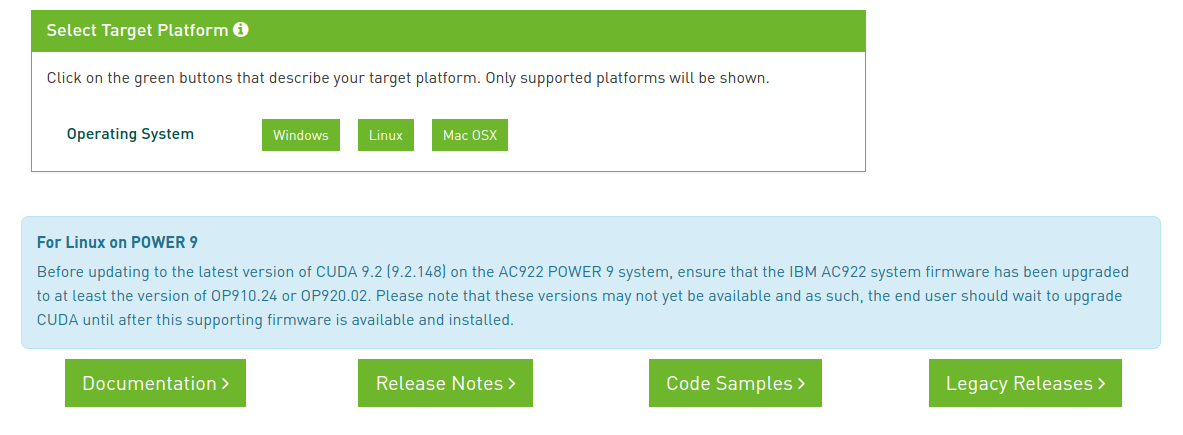 Select Target Platform
Click on the green buttons that describe your target platform. Only supported platforms will be shown.
Operating System Windows Linux Mac OSX
For Linux on POWER 9
Before updating to the latest version of CUDA 9.2 (9.2.148) on the AC922 POWER 9 system, ensure that the IBM AC922 system firmware has been upgraded
to at least the version of OP910.24 or OP920.02. Please note that these versions may not yet be available and as such, the end user should wait to upgrade
CUDA until after this supporting firmware is available and installed.
Documentation > Release Notes > Code Samples > Legacy Releases >